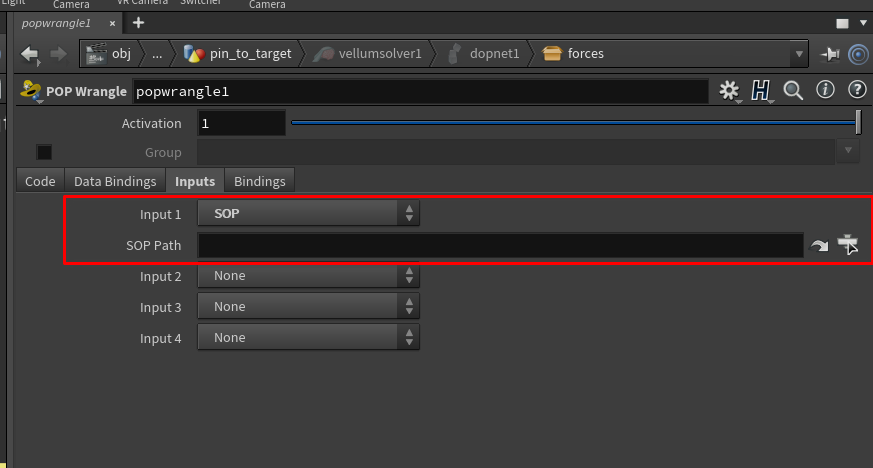 Light Camera VR Camera Switcher Camera
popwrangle1 × +
obj ... pin_to_target vellumsolver1 dopnet1 forces
POP Wrangle popwrangle1
Activation 1
Group
Code Data Bindings Inputs Bindings
Input 1 SOP
SOP Path
Input 2 None
Input 3 None
Input 4 None